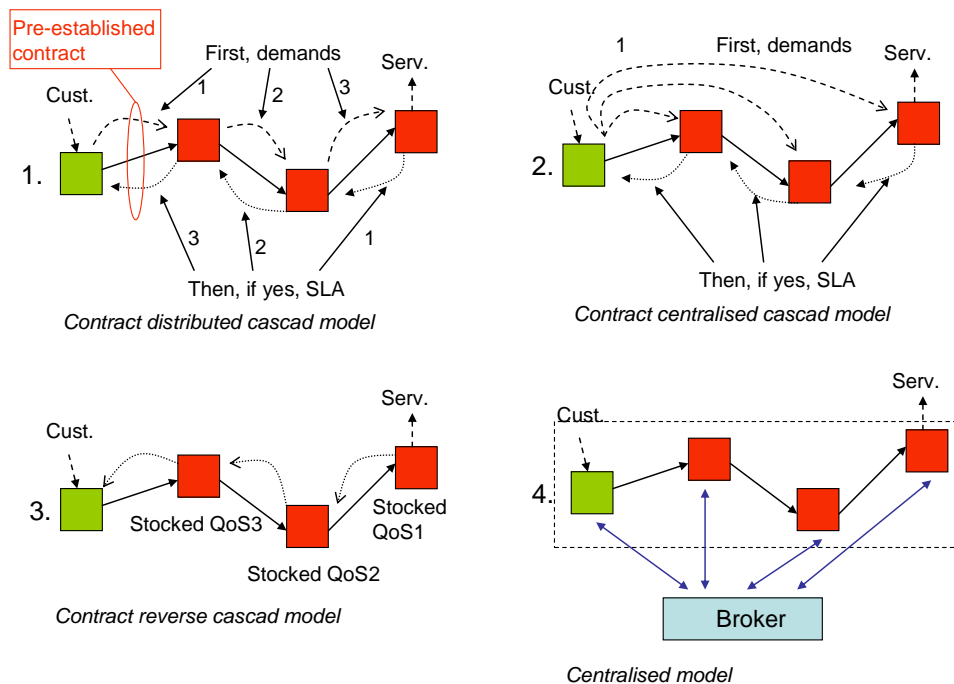 Pre-established
contract
First, demands
1
2
3
Serv.
Cust.
1.
3
2
1
Then, if yes, SLA
Contract distributed cascad model
1
First, demands
Serv.
Cust.
2.
Then, if yes, SLA
Contract centralised cascad model
Serv.
Cust.
3.
Stocked QoS3
Stocked
QoS1
Stocked QoS2
Contract reverse cascad model
Serv.
Cust.
4.
Broker
Centralised model